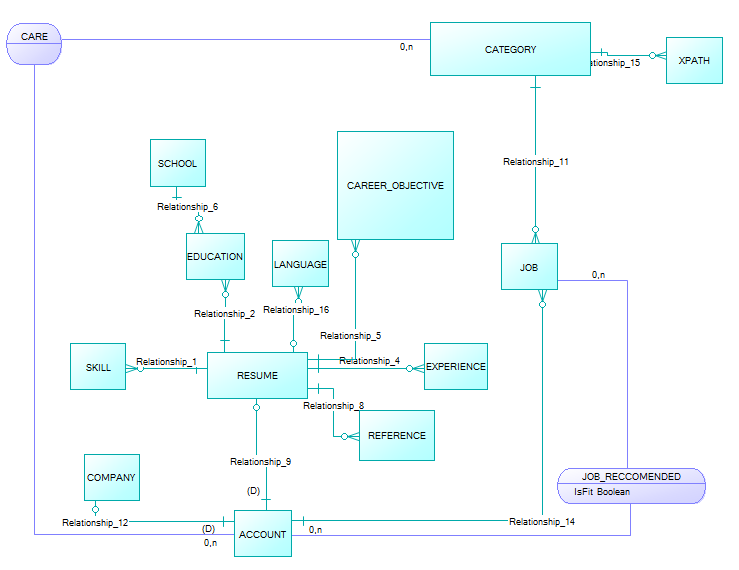 CARE
0,n
CATEGORY
ationship_15
XPATH
Relationship_11
SCHOOL
CAREER_OBJECTIVE
Relationship_6
EDUCATION
LANGUAGE
JOB
0,n
Relationship_2
Relationship_16
Relationship_5
Relationship_1
Relationship_4
SKILL
RESUME
EXPERIENCE
Relationship_8
REFERENCE
Relationship_9
COMPANY
JOB_RECCOMENDED
IsFit Boolean
(D)
Relationship_12
(D)
0,n
ACCOUNT
0,n
Relationship_14